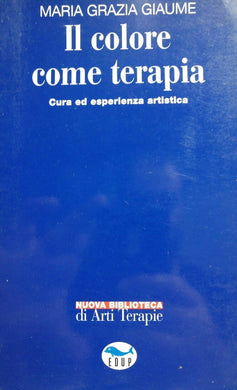 MARIA GRAZIA GIAUME
Il colore
come terapia
Cura ed esperienza artistica
NUOVA BIBLIOTECA
di Arti Terapie
EDUP